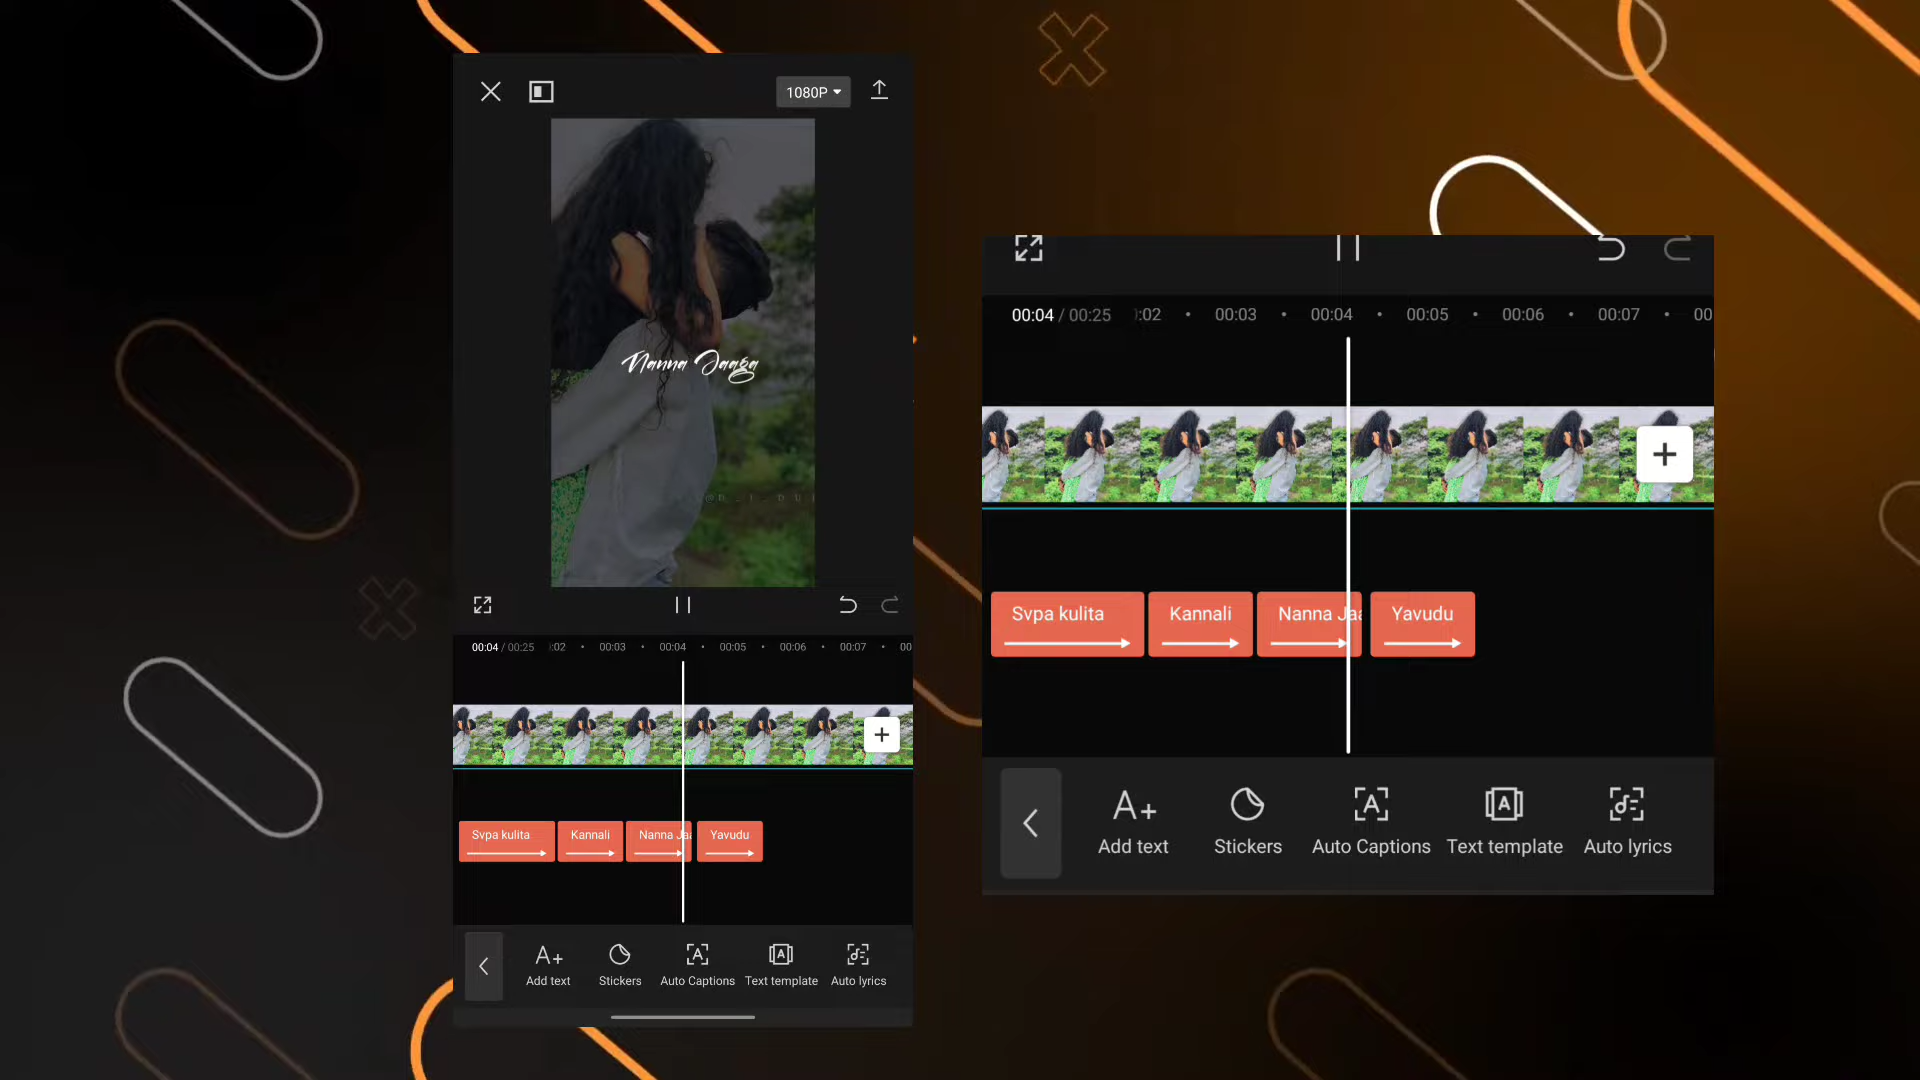 1080P
Nanna Jaaga
00:04 / 00:25 :02 00:03 00:04 00:05 00:06 00:07 00
Svpa kulita Kannali Nanna Jaa Yavudu
Add text Stickers Auto Captions Text template Auto lyrics
00:04 / 00:25 :02 00:03 00:04 00:05 00:06 00:07 00
Svpa kulita Kannali Nanna Jaa Yavudu
Add text Stickers Auto Captions Text template Auto lyrics